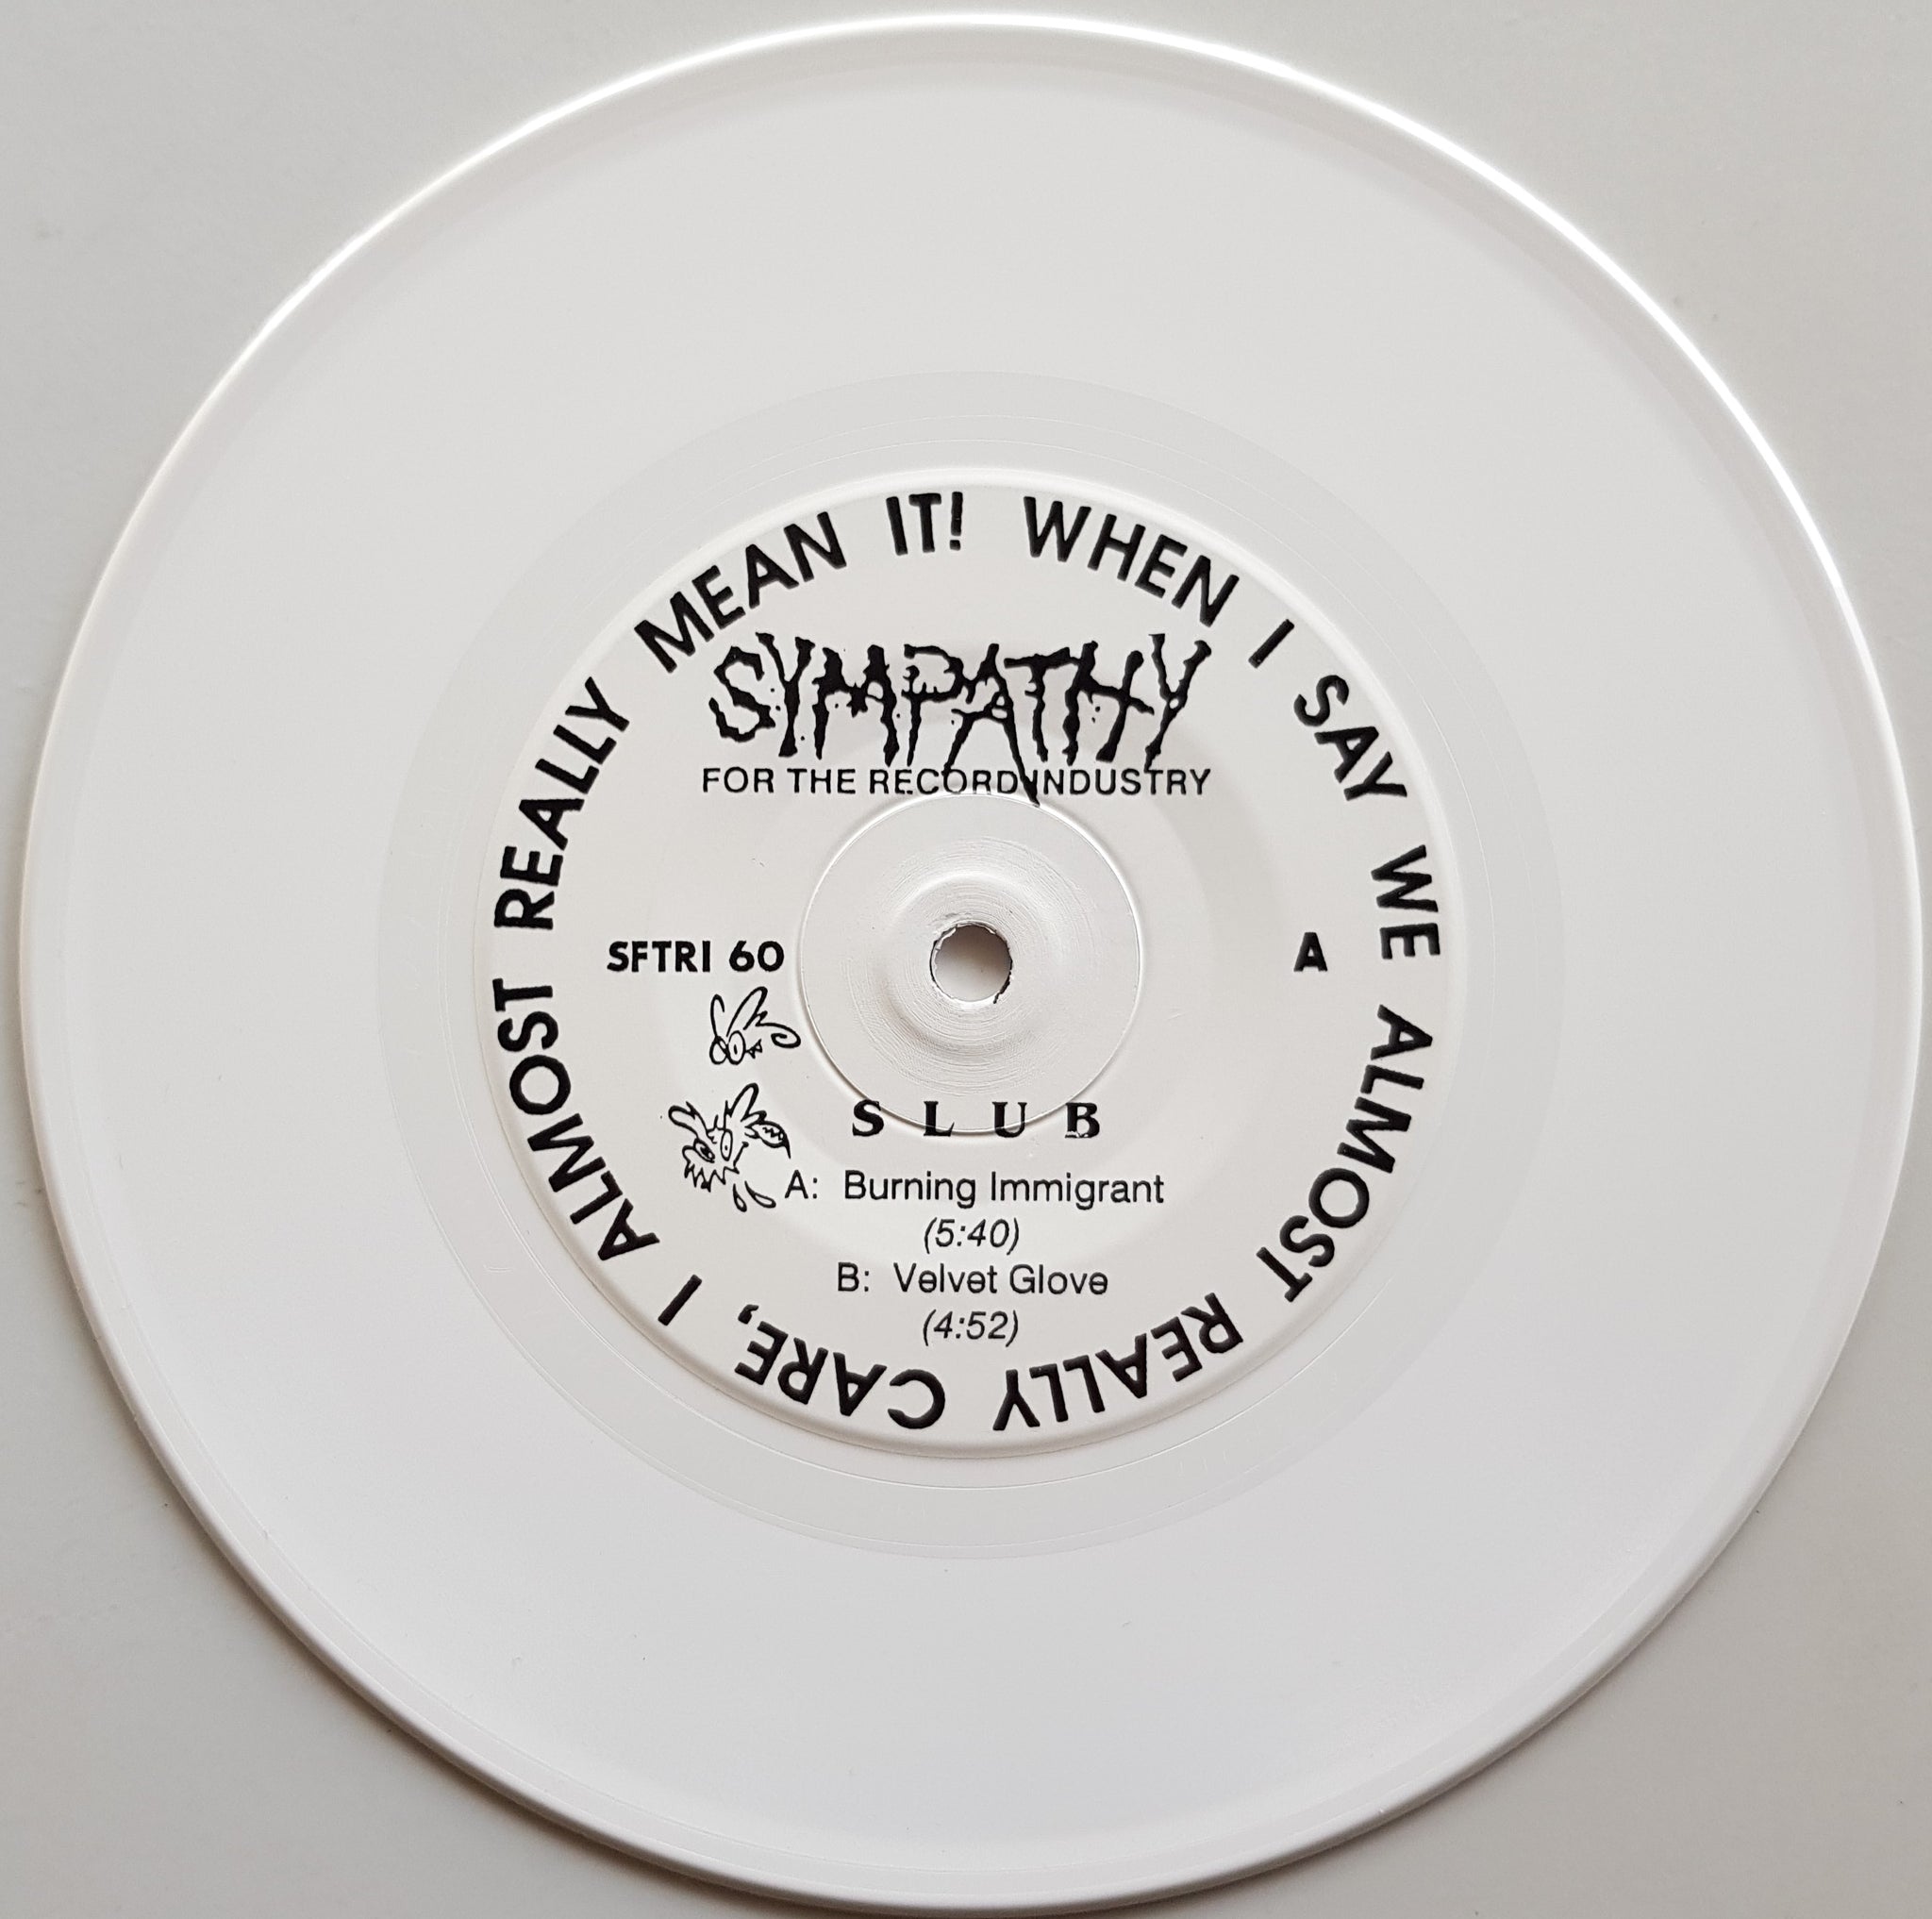 WHEN I SAY WE ALMOST REALLY CARE, I ALMOST REALLY MEAN IT!
SYMPATHY
FOR THE RECORD INDUSTRY
SFTRI 60
A
SLUB
A: Burning Immigrant
(5:40)
B: Velvet Glove
(4:52)